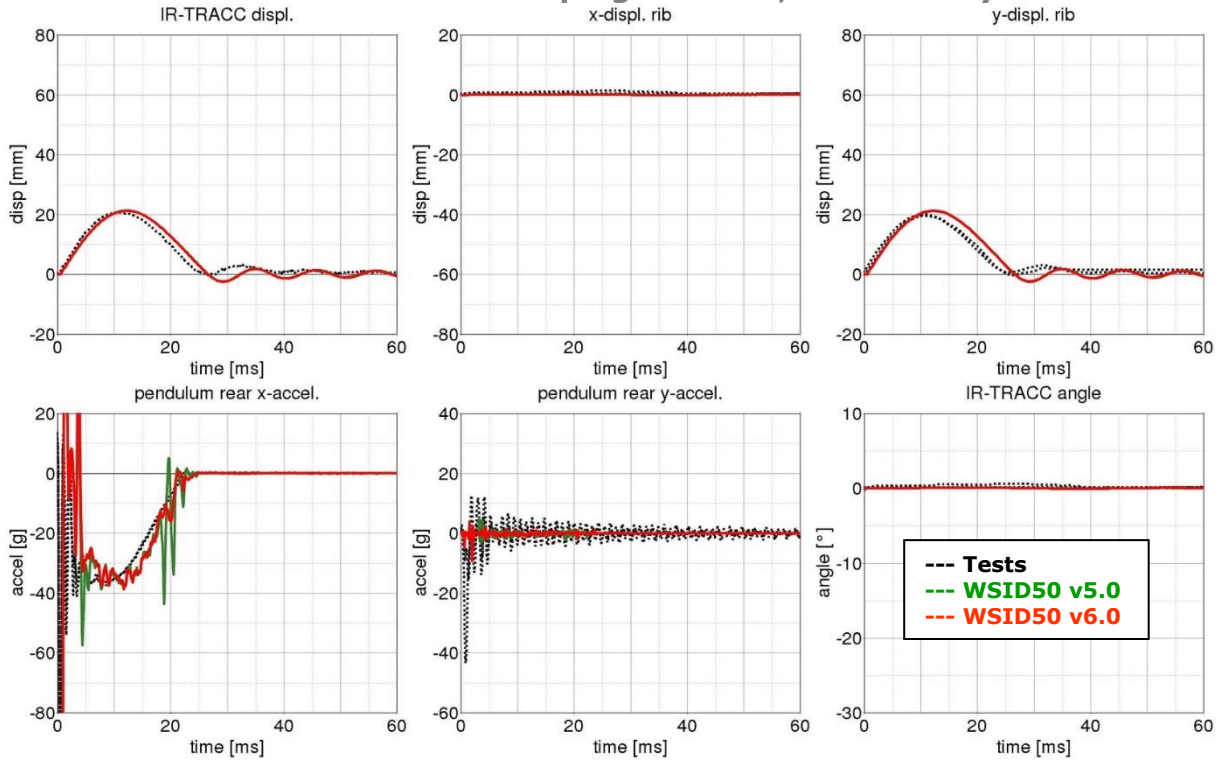 IR-TRACC displ.
80
60
40
20
0
-20
disp [mm]
0 20 40 60
time [ms]
x-displ. rib
20
0
-20
-40
-60
disp [mm]
0 20 40 60
time [ms]
y-displ. rib
80
60
40
20
0
-20
disp [mm]
0 20 40 60
time [ms]
pendulum rear x-accel.
20
0
-20
-40
-60
-80
accel [g]
0 20 40 60
time [ms]
pendulum rear y-accel.
40
20
0
-20
-40
-60
accel [g]
0 20 40 60
time [ms]
IR-TRACC angle
10
0
-10
-20
-30
angle [°]
0 20 40 60
time [ms]
Tests
WSID50 v5.0
WSID50 v6.0